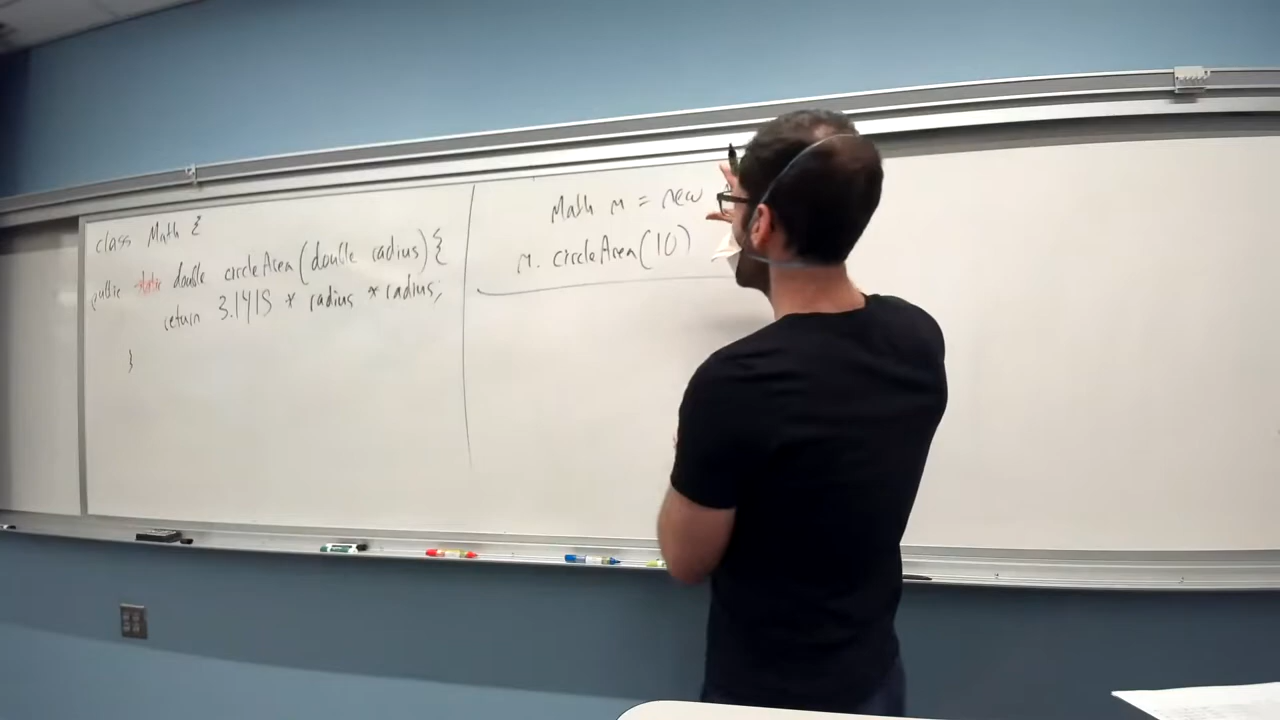 class Math {
public static double circleArea(double radius){
return 3.1415 * radius * radius;
}
Math m = new
m.circleArea(10)